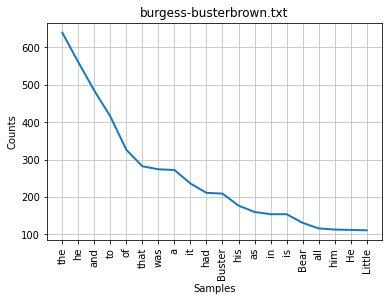 burgess-busterbrown.txt
Counts
600
500
400
300
200
100
the
he
and
to
of
that
was
a
it
had
Buster
his
as
in
is
Bear
all
him
He
Little
Samples